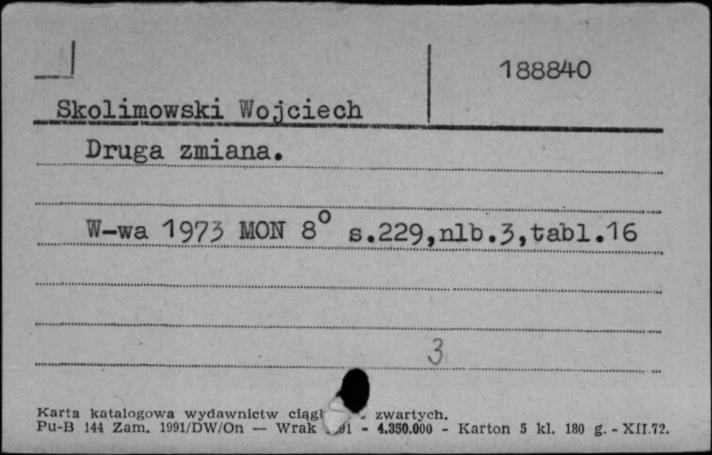 188840
Skolimowski Wojciech
Druga zmiana.
W-wa 1973 MON 8° s.229,nlb.3,tabl.16
3
Karta katalogowa wydawnictw zwartych.
Pu-B 144 Zam. 1991/DW/On — Wrak - 4.350.000 - Karton 5 kl. 180 g. - XII.72.